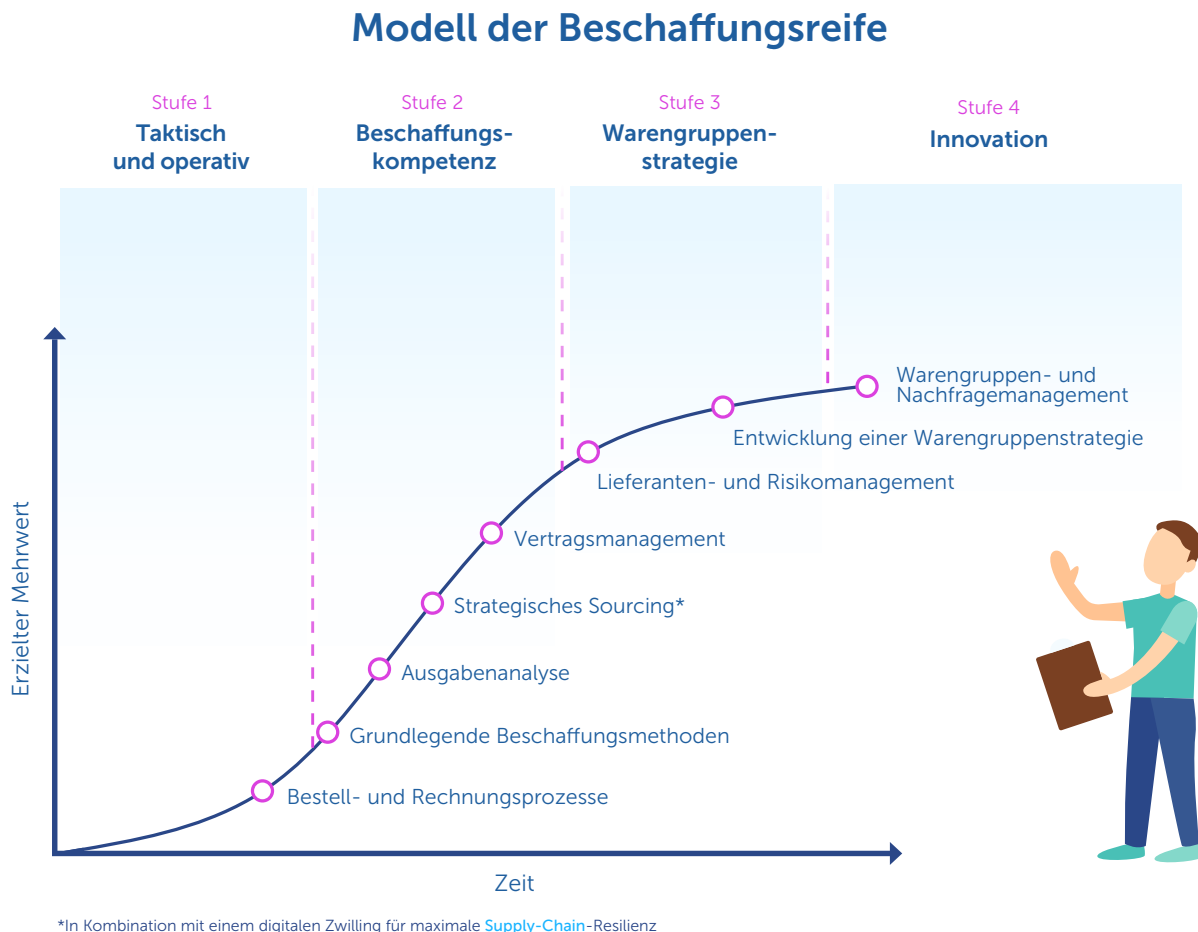 Modell der Beschaffungsreife
Stufe 1
Taktisch
und operativ
Stufe 2
Beschaffungs-
kompetenz
Stufe 3
Warengruppen-
strategie
Stufe 4
Innovation
Warengruppen- und
Nachfragemanagement
Entwicklung einer Warengruppenstrategie
Lieferanten- und Risikomanagement
Vertragsmanagement
Strategisches Sourcing*
Ausgabenanalyse
Grundlegende Beschaffungsmethoden
Bestell- und Rechnungsprozesse
Erzielter Mehrwert
Zeit
*In Kombination mit einem digitalen Zwilling für maximale Supply-Chain-Resilienz